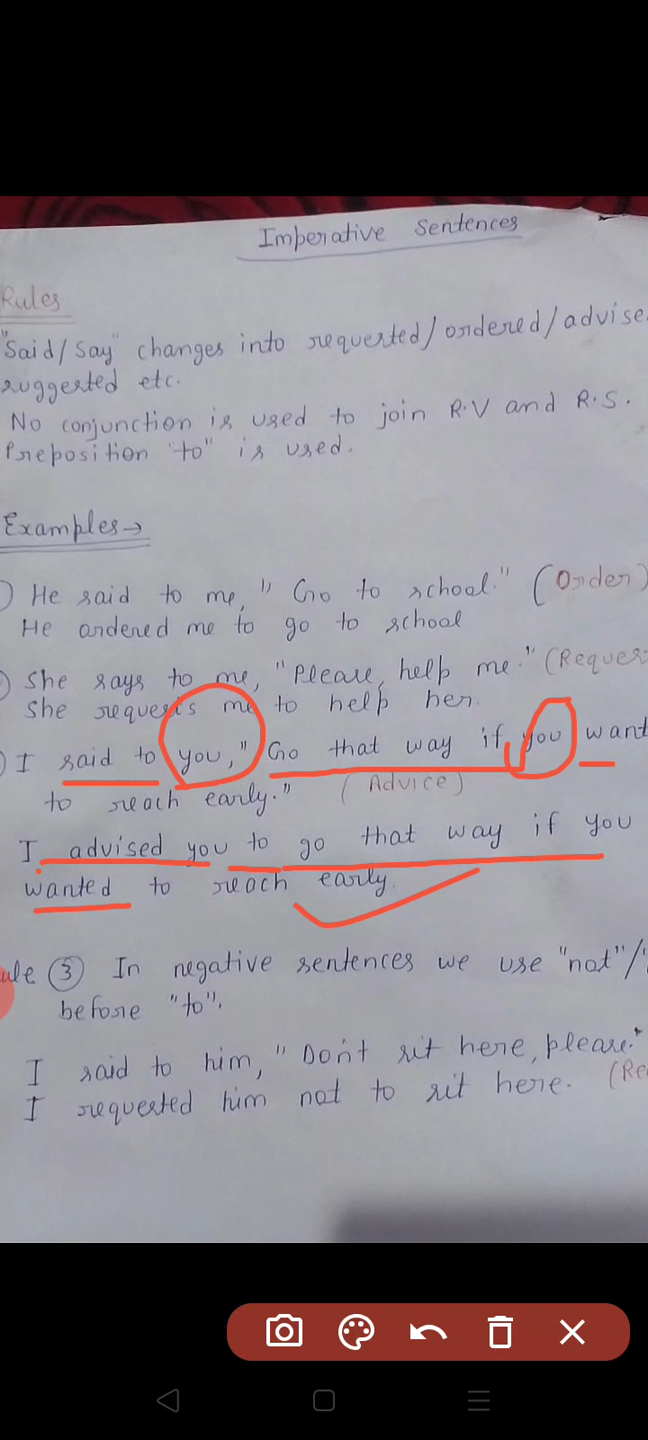 Imperative Sentences
Rules
"Said/Say" changes into requested/ordered/advise
suggested etc.
No conjunction is used to join R.V and R.S.
Preposition "to" is used.
Examples→
) He said to me, " Go to school." (Order)
He ordered me to go to school
) She says to me, "Please, help me." (Reques
She requests me to help her.
) I said to you, " Go that way if you want
to reach early." (Advice)
I advised you to go that way if you
wanted to reach early.
ule ③ In negative sentences we use "not"/
before "to".
I said to him, " Don't sit here, please."
I requested him not to sit here. (Re